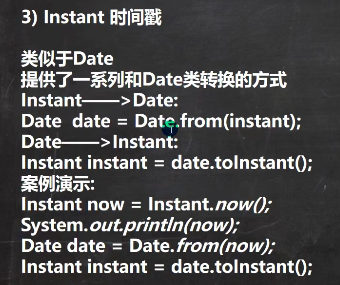 3) Instant 时间戳
类似于Date
提供了一系列和Date类转换的方式
Instant——>Date:
Date date = Date.from(instant);
Date——>Instant:
Instant instant = date.toInstant();
案例演示:
Instant now = Instant.now();
System.out.println(now);
Date date = Date.from(now);
Instant instant = date.toInstant();